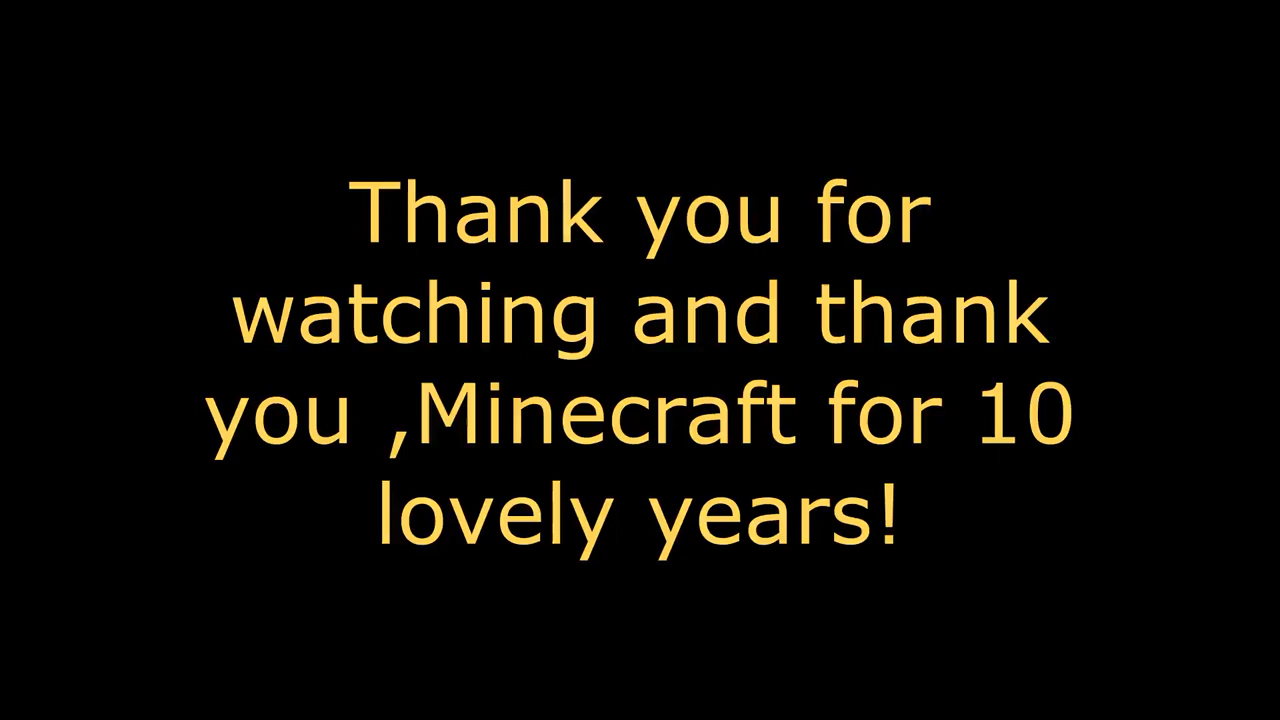 Thank you for
watching and thank
you ,Minecraft for 10
lovely years!